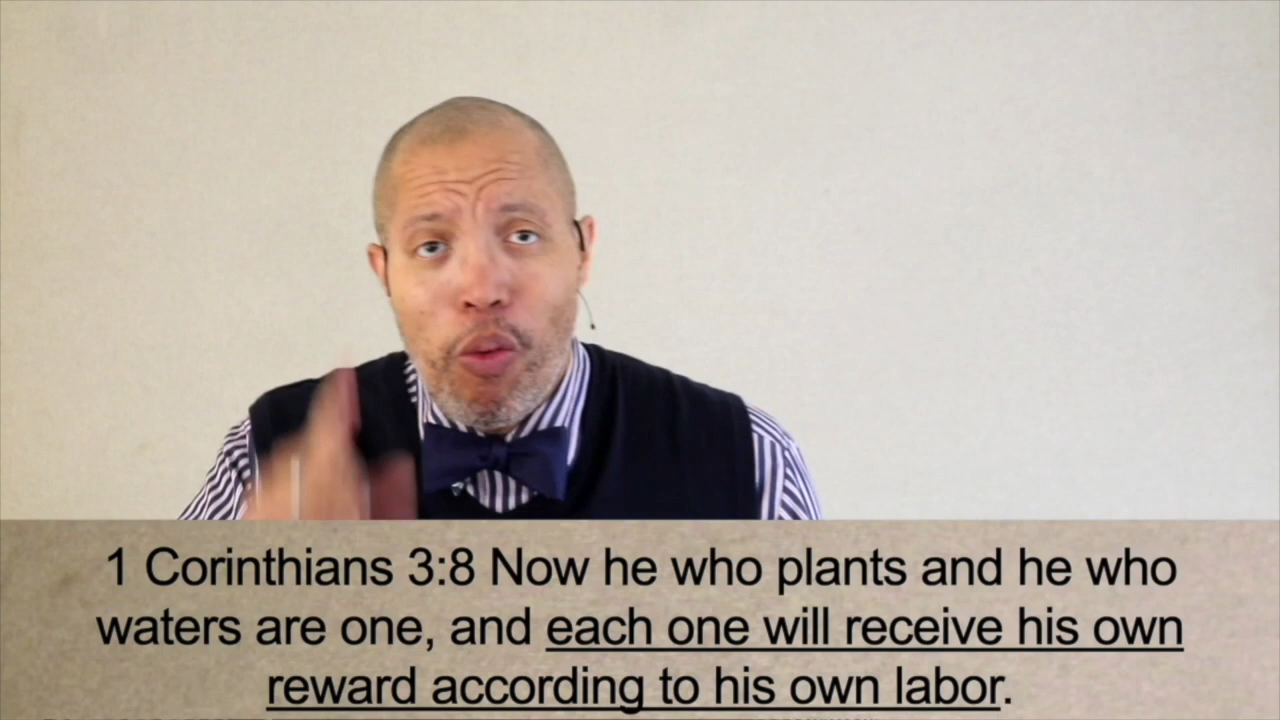 1 Corinthians 3:8 Now he who plants and he who
waters are one, and each one will receive his own
reward according to his own labor.